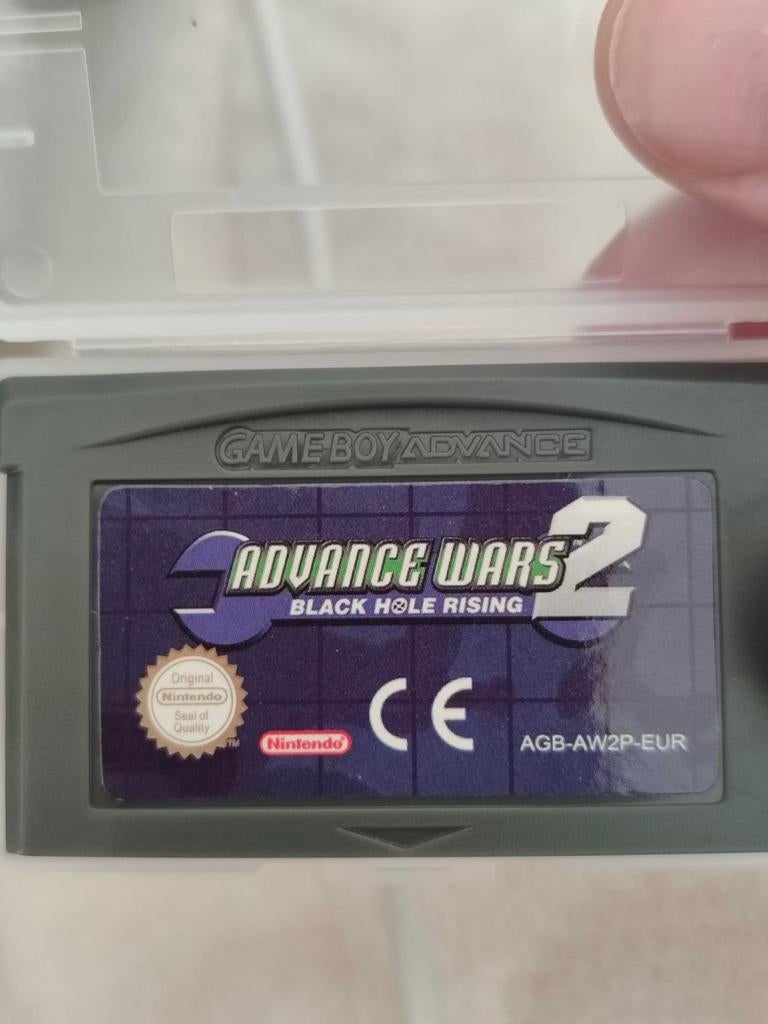 GAME BOY ADVANCE
ADVANCE WARS 2
BLACK HOLE RISING
Original
Nintendo
Seal of
Quality
TM
Nintendo
CE
AGB-AW2P-EUR